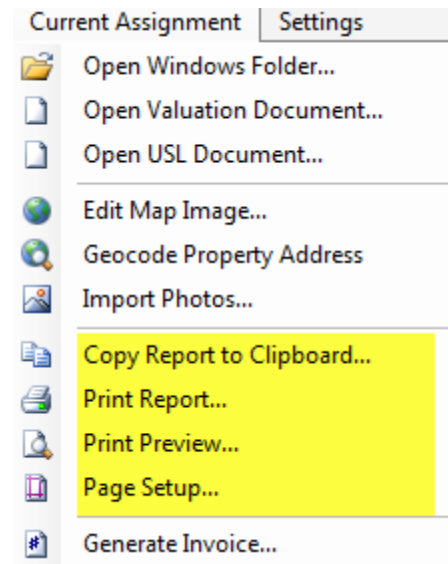 Current Assignment Settings
Open Windows Folder...
Open Valuation Document...
Open USL Document...
Edit Map Image...
Geocode Property Address
Import Photos...
Copy Report to Clipboard...
Print Report...
Print Preview...
Page Setup...
# Generate Invoice...